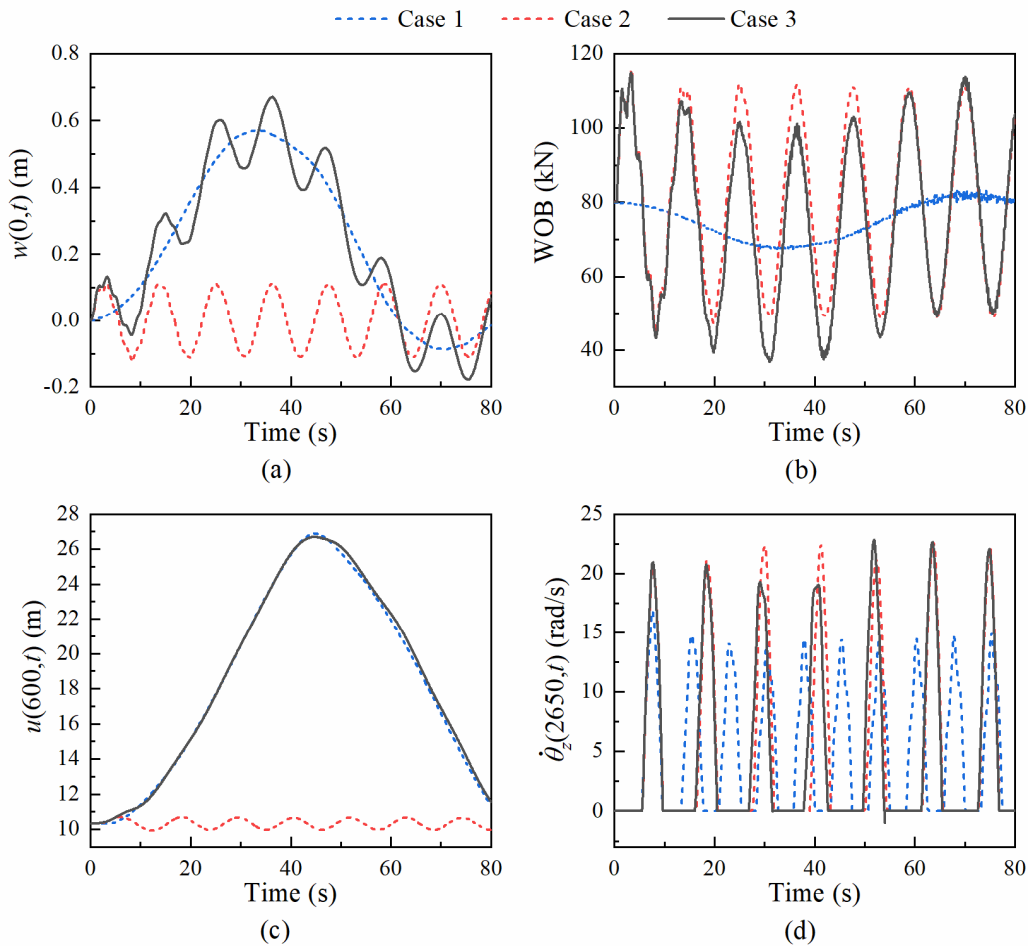 Case 1 Case 2 Case 3
0.8
0.6
0.4
0.2
0.0
-0.2
w(0,t) (m)
0 20 40 60 80
Time (s)
(a)
120
100
80
60
40
WOB (kN)
0 20 40 60 80
Time (s)
(b)
28
26
24
22
20
18
16
14
12
10
u(600,t) (m)
0 20 40 60 80
Time (s)
(c)
25
20
15
10
5
0
θ̇z(2650,t) (rad/s)
0 20 40 60 80
Time (s)
(d)